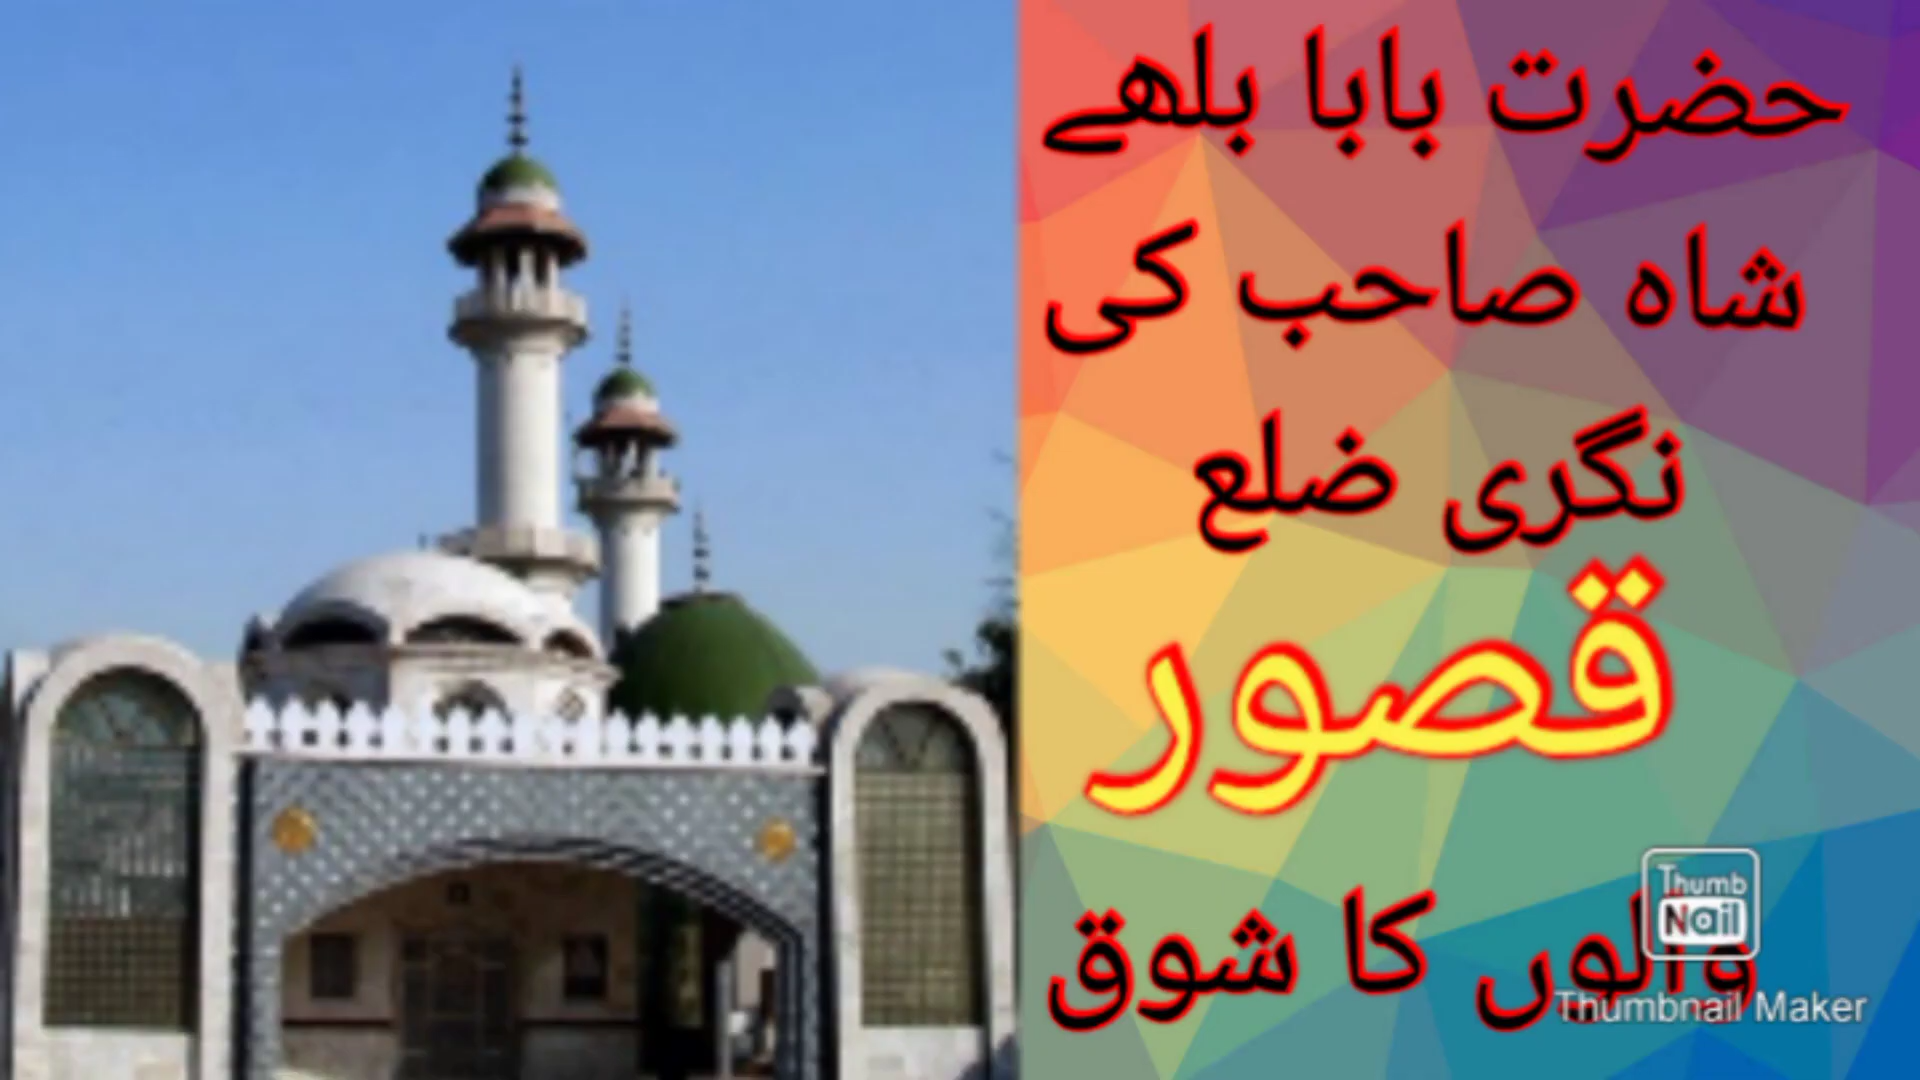 حضرت بابا بلھے
شاہ صاحب کی
نگری ضلع
قصور
والوں کا شوق
Thumb
Nail
Thumbnail Maker